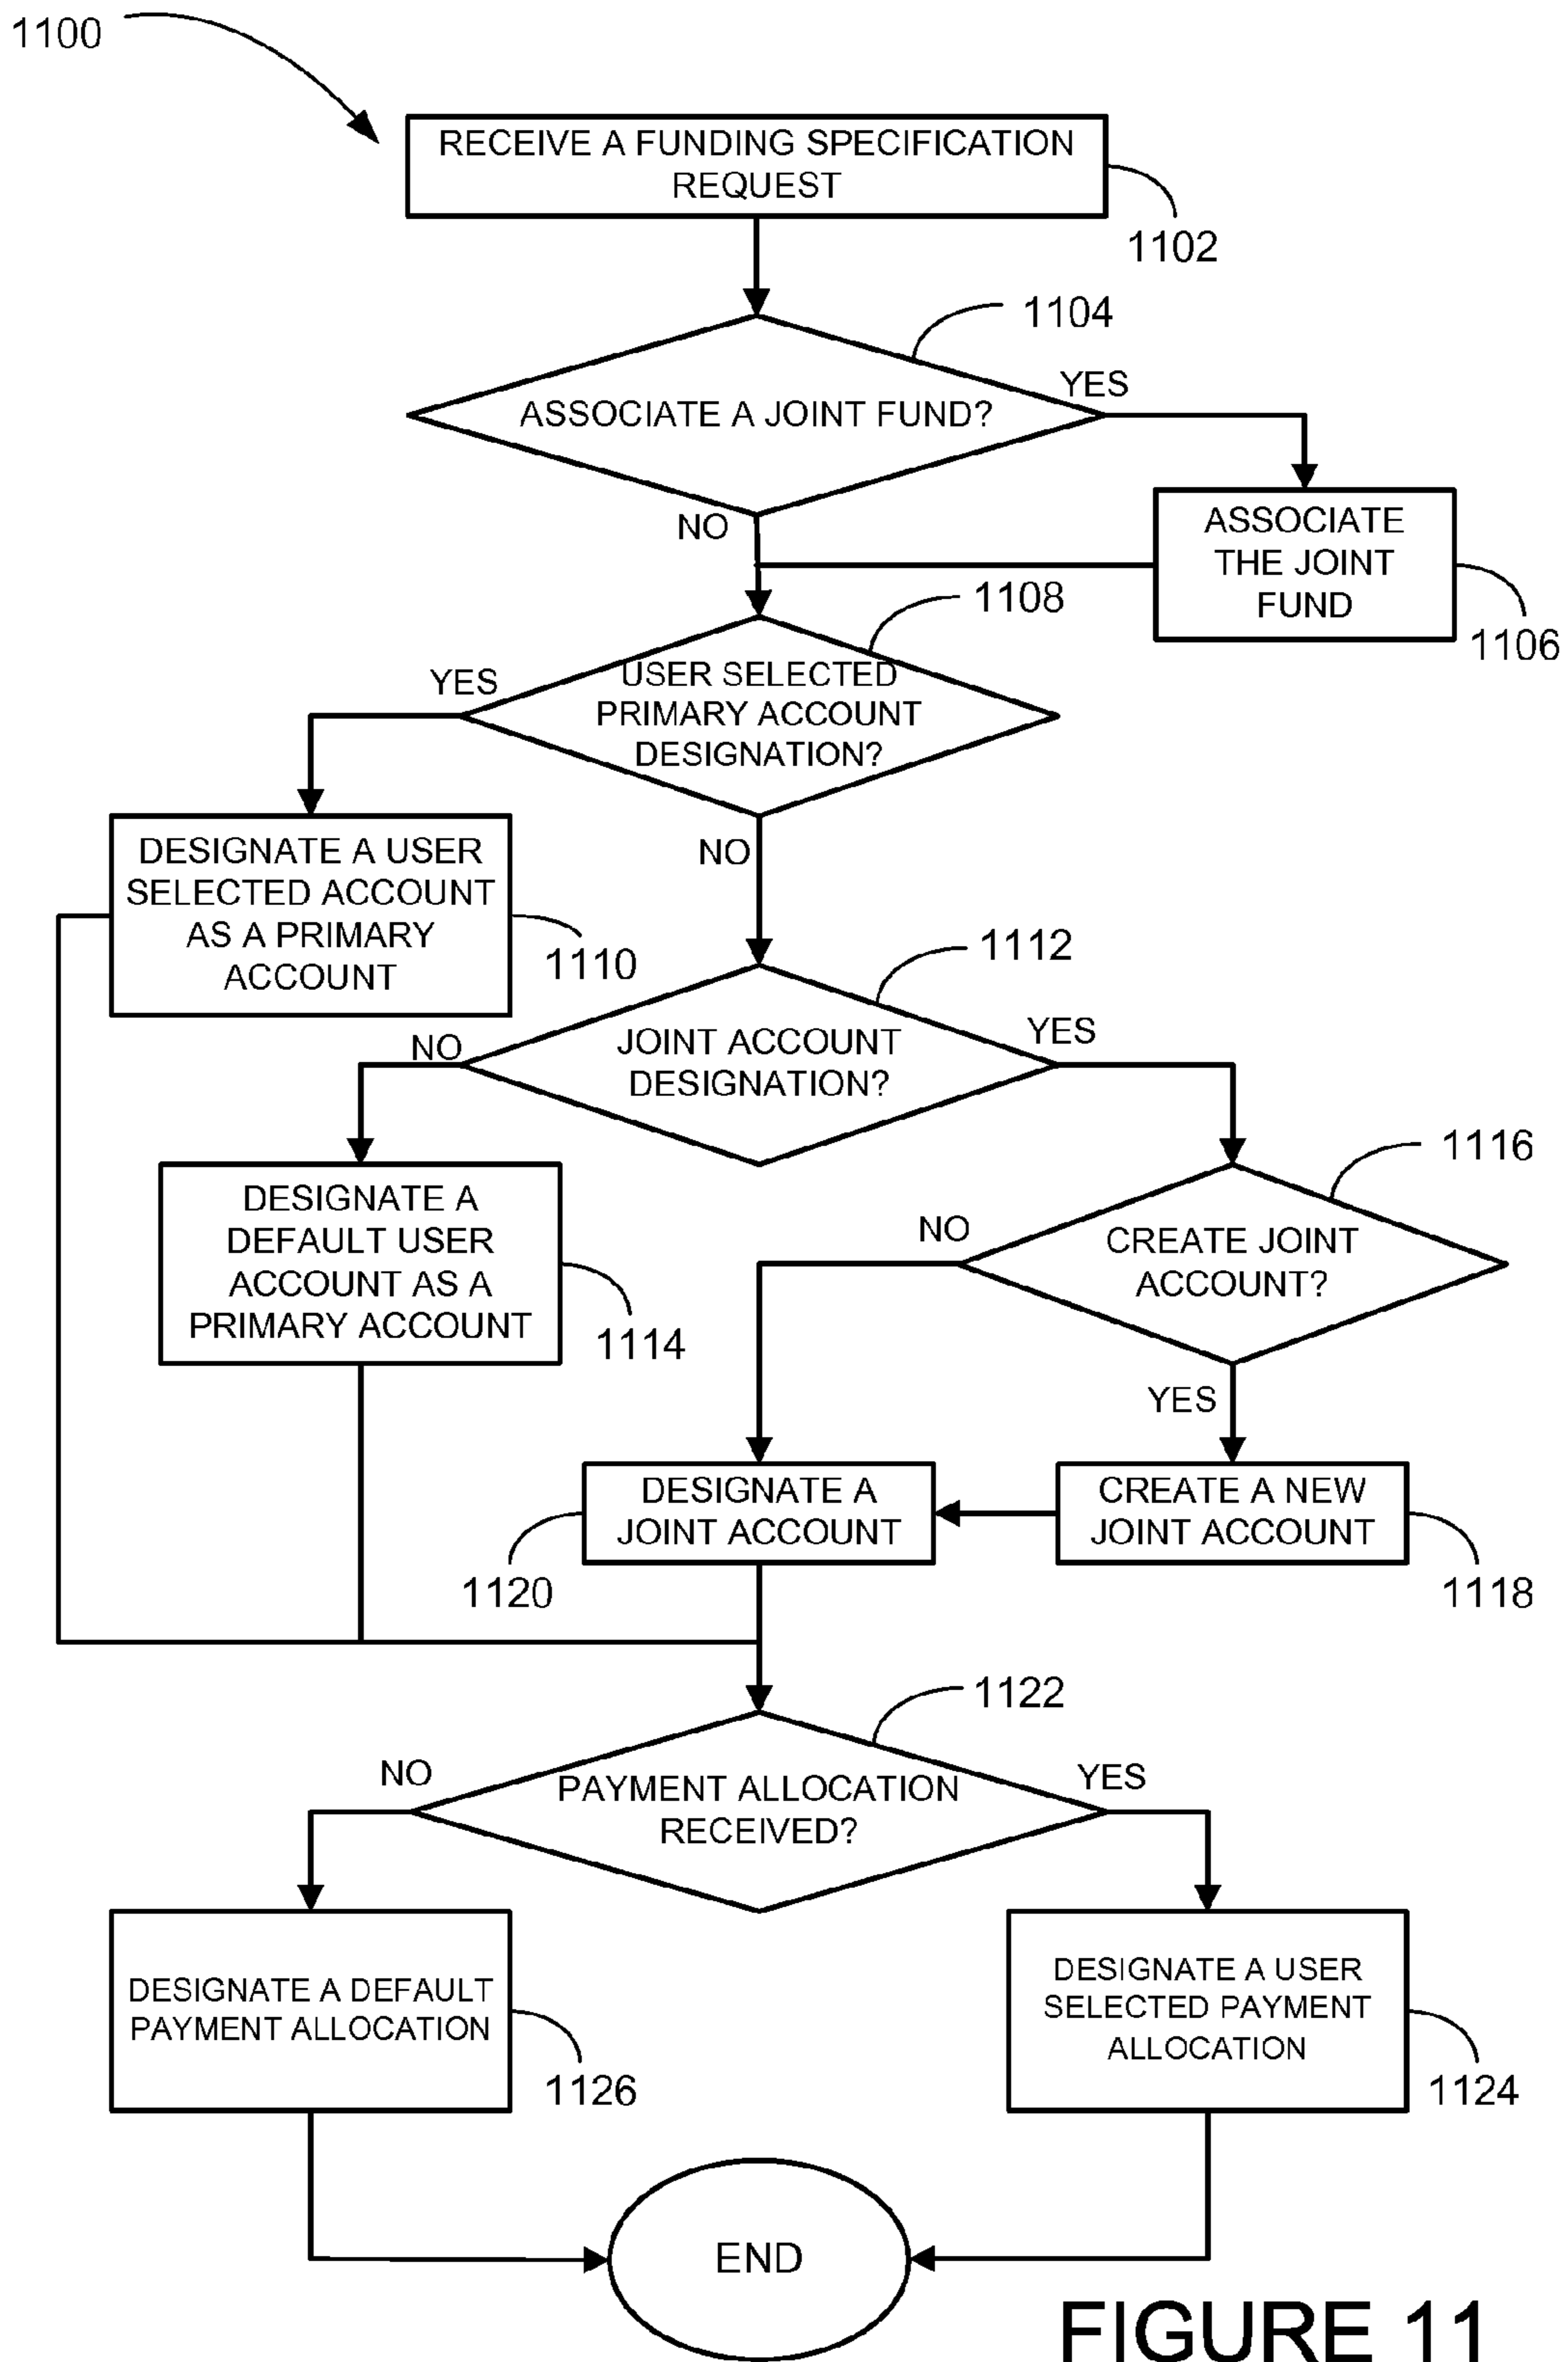 1100
RECEIVE A FUNDING SPECIFICATION
REQUEST
1102
1104
ASSOCIATE A JOINT FUND?
YES
NO
ASSOCIATE
THE JOINT
FUND
1106
1108
YES
USER SELECTED
PRIMARY ACCOUNT
DESIGNATION?
NO
DESIGNATE A USER
SELECTED ACCOUNT
AS A PRIMARY
ACCOUNT
1110
1112
NO
JOINT ACCOUNT
DESIGNATION?
YES
DESIGNATE A
DEFAULT USER
ACCOUNT AS A
PRIMARY ACCOUNT
1114
1116
NO
CREATE JOINT
ACCOUNT?
YES
DESIGNATE A
JOINT ACCOUNT
1120
CREATE A NEW
JOINT ACCOUNT
1118
1122
NO
PAYMENT ALLOCATION
RECEIVED?
YES
DESIGNATE A DEFAULT
PAYMENT ALLOCATION
1126
DESIGNATE A USER
SELECTED PAYMENT
ALLOCATION
1124
END
FIGURE 11